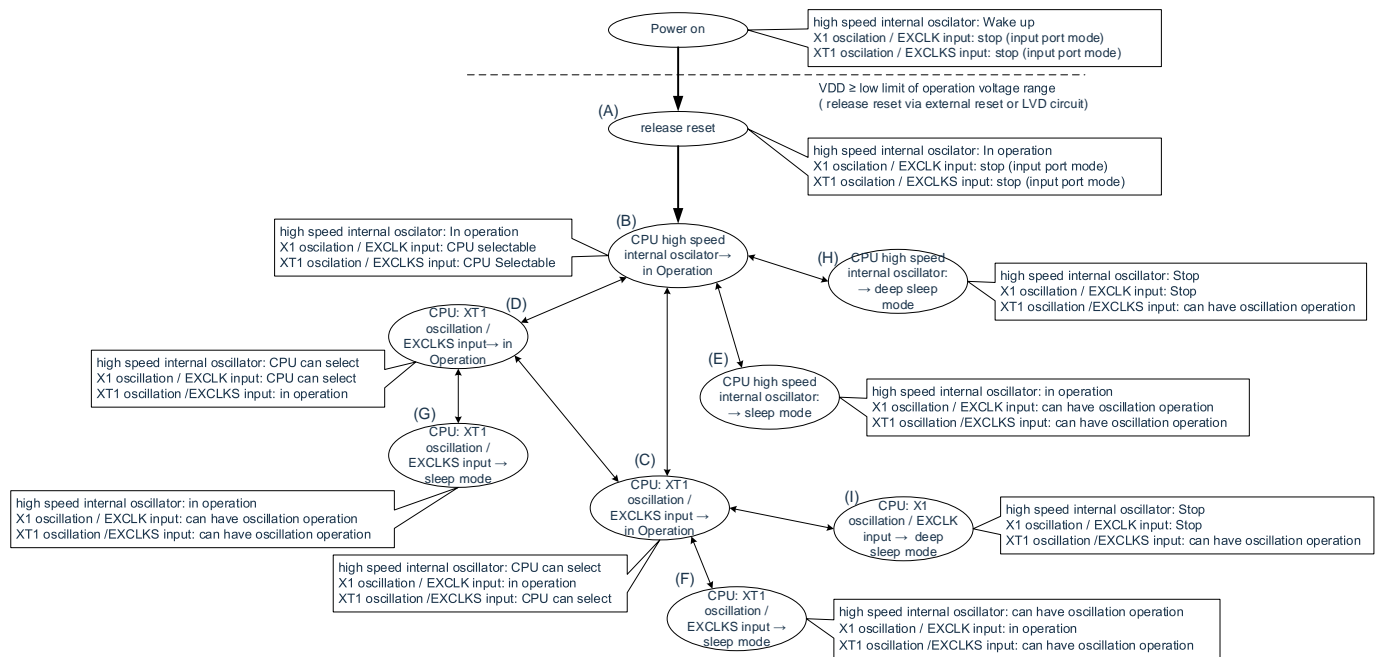 Power on
high speed internal oscilator: Wake up
X1 oscilation / EXCLK input: stop (input port mode)
XT1 oscilation / EXCLKS input: stop (input port mode)
VDD ≥ low limit of operation voltage range
( release reset via external reset or LVD circuit)
(A)
release reset
high speed internal oscilator: In operation
X1 oscilation / EXCLK input: stop (input port mode)
XT1 oscilation / EXCLKS input: stop (input port mode)
(B)
CPU high speed
internal oscilator→
in Operation
high speed internal oscilator: In operation
X1 oscilation / EXCLK input: CPU selectable
XT1 oscilation / EXCLKS input: CPU Selectable
(H)
CPU high speed
internal oscillator:
→ deep sleep
mode
high speed internal oscillator: Stop
X1 oscillation / EXCLK input: Stop
XT1 oscillation /EXCLKS input: can have oscillation operation
(D)
CPU: XT1
oscillation /
EXCLKS input→ in
Operation
high speed internal oscillator: CPU can select
X1 oscillation / EXCLK input: CPU can select
XT1 oscillation /EXCLKS input: in operation
(E)
CPU high speed
internal oscillator:
→ sleep mode
high speed internal oscillator: in operation
X1 oscillation / EXCLK input: can have oscillation operation
XT1 oscillation /EXCLKS input: can have oscillation operation
(G)
CPU: XT1
oscillation /
EXCLKS input →
sleep mode
high speed internal oscillator: in operation
X1 oscillation / EXCLK input: can have oscillation operation
XT1 oscillation /EXCLKS input: can have oscillation operation
(C)
CPU: XT1
oscillation /
EXCLKS input →
in Operation
high speed internal oscillator: CPU can select
X1 oscillation / EXCLK input: in operation
XT1 oscillation /EXCLKS input: CPU can select
(I)
CPU: X1
oscillation / EXCLK
input → deep
sleep mode
high speed internal oscillator: Stop
X1 oscillation / EXCLK input: Stop
XT1 oscillation /EXCLKS input: can have oscillation operation
(F)
CPU: XT1
oscillation /
EXCLKS input →
sleep mode
high speed internal oscillator: can have oscillation operation
X1 oscillation / EXCLK input: in operation
XT1 oscillation /EXCLKS input: can have oscillation operation